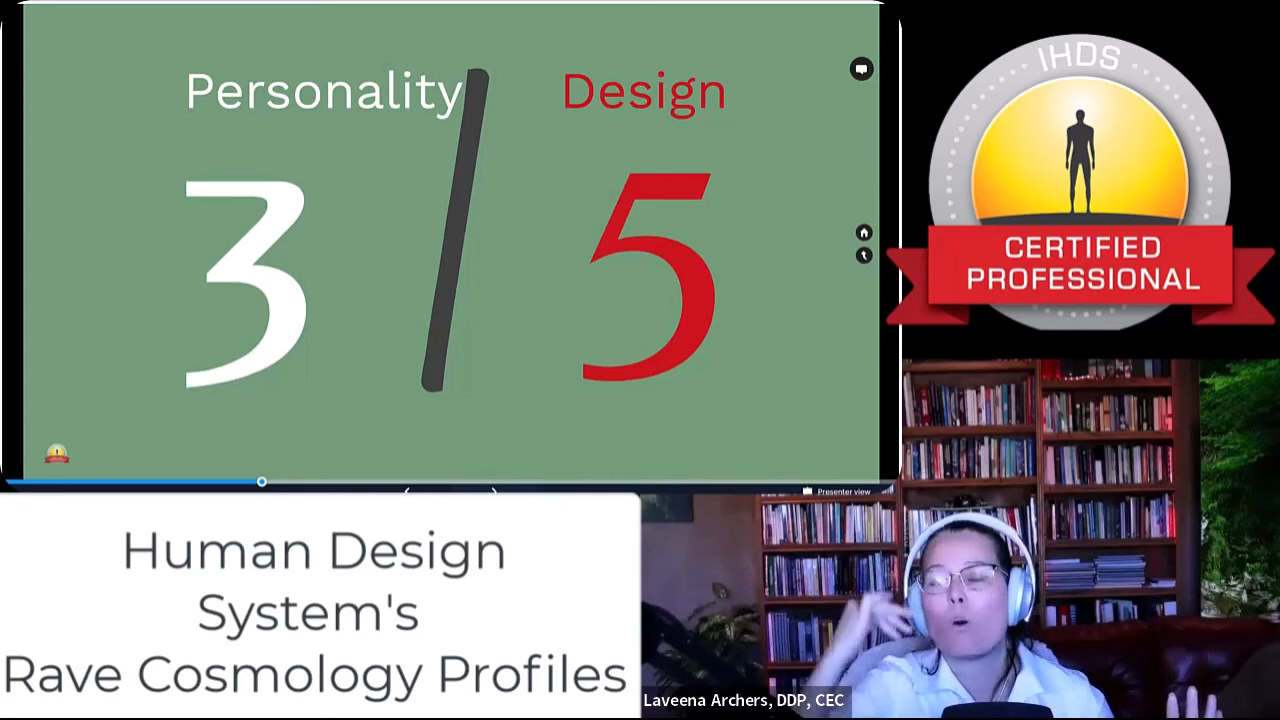 Personality
Design
3
5
Presenter view
IHDS
CERTIFIED
PROFESSIONAL
Human Design
System's
Rave Cosmology Profiles
Laveena Archers, DDP, CEC